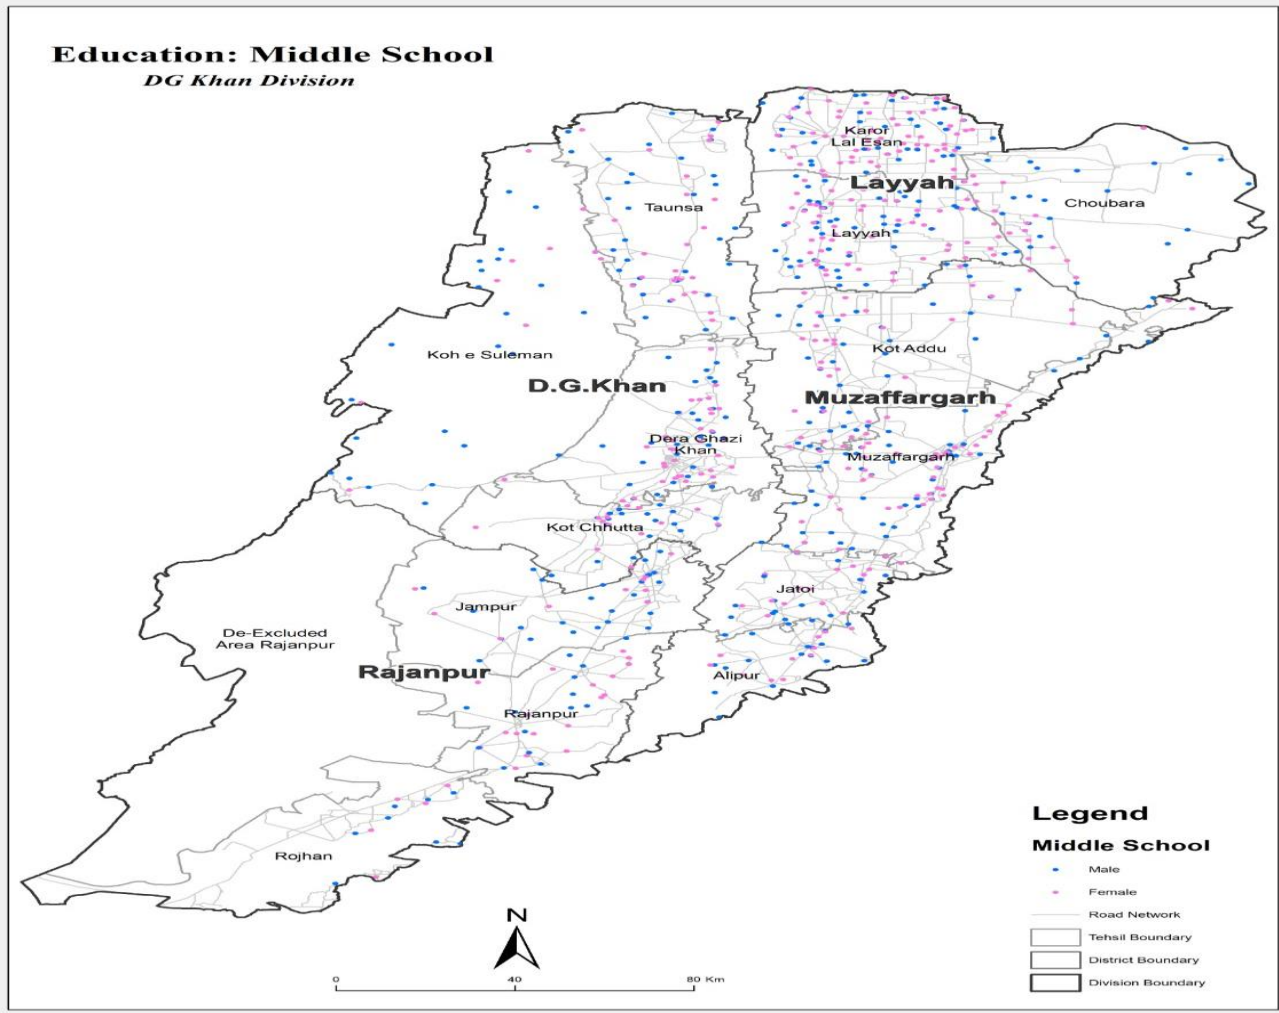 Education: Middle School
DG Khan Division
Karor
Lal Esan
Layyah
Taunsa
Choubara
Layyah
Koh e Suleman
Kot Addu
D.G.Khan
Muzaffargarh
Dera Ghazi
Khan
Muzaffargarh
Kot Chhutta
Jatoi
Jampur
De-Excluded
Area Rajanpur
Rajanpur
Alipur
Rajanpur
Rojhan
Legend
Middle School
Male
Female
Road Network
Tehsil Boundary
District Boundary
Division Boundary
N
0 40 80 Km